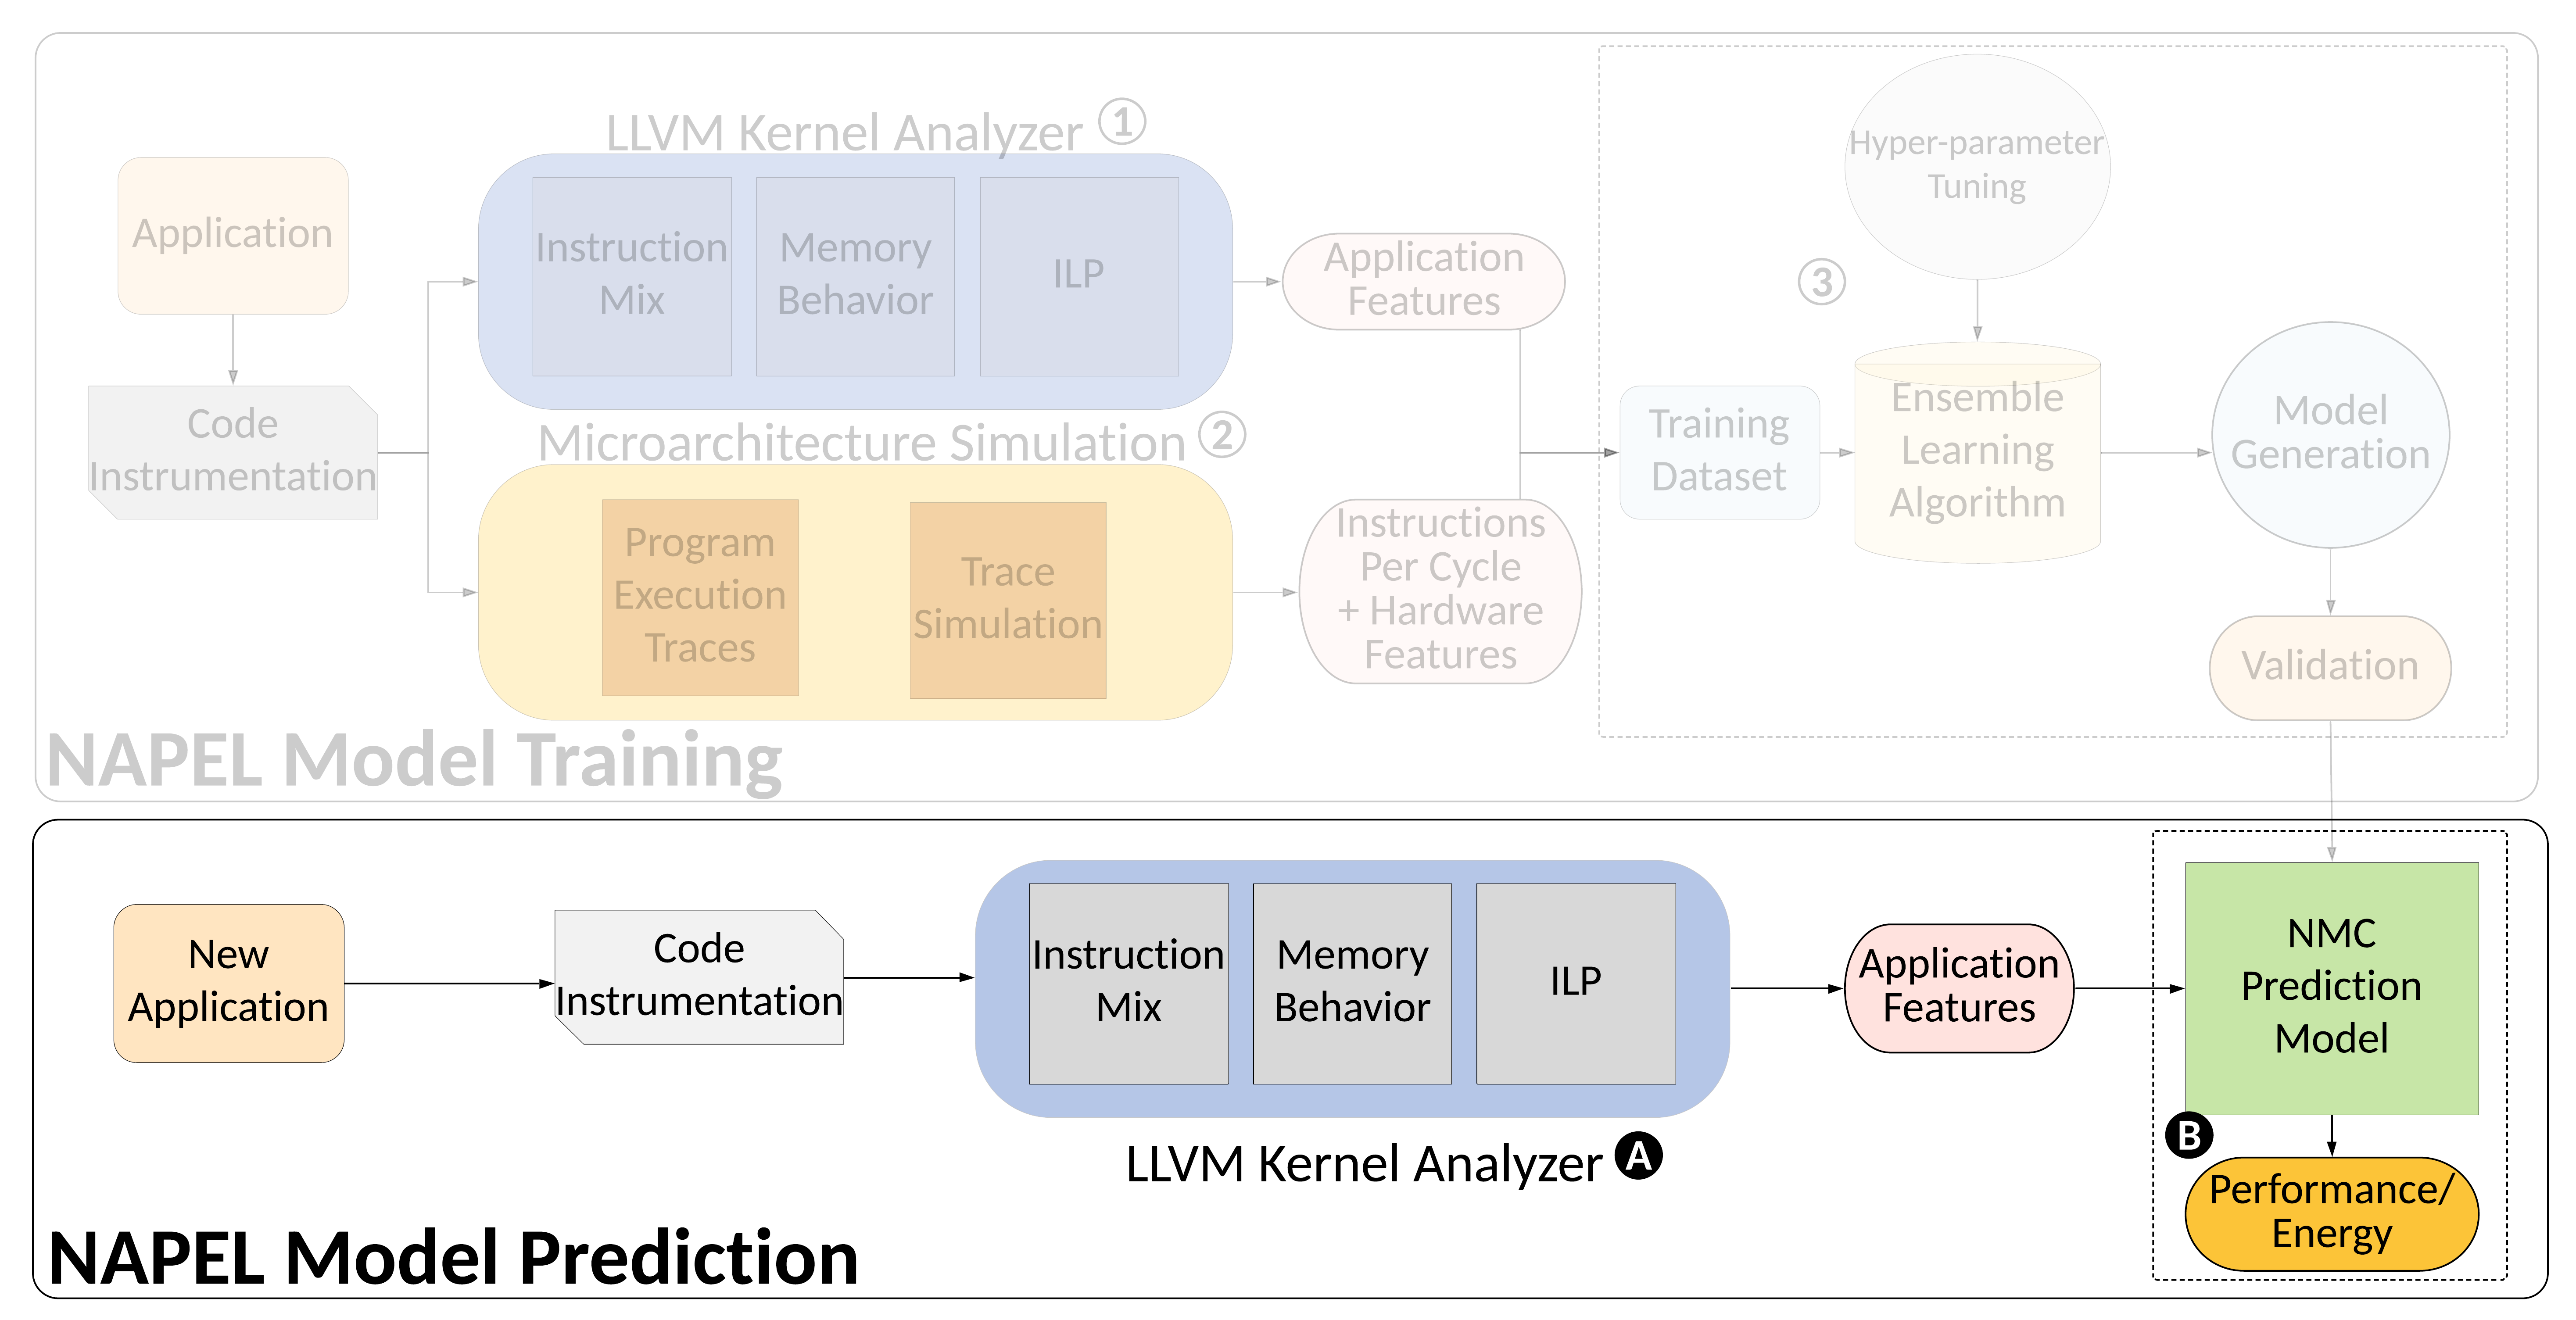 LLVM Kernel Analyzer ①
Application
Instruction
Mix
Memory
Behavior
ILP
Application
Features
Code
Instrumentation
Microarchitecture Simulation ②
Program
Execution
Traces
Trace
Simulation
Instructions
Per Cycle
+ Hardware
Features
Hyper-parameter
Tuning
③
Training
Dataset
Ensemble
Learning
Algorithm
Model
Generation
Validation
NAPEL Model Training
New
Application
Code
Instrumentation
Instruction
Mix
Memory
Behavior
ILP
LLVM Kernel Analyzer A
Application
Features
NMC
Prediction
Model
B
Performance/
Energy
NAPEL Model Prediction